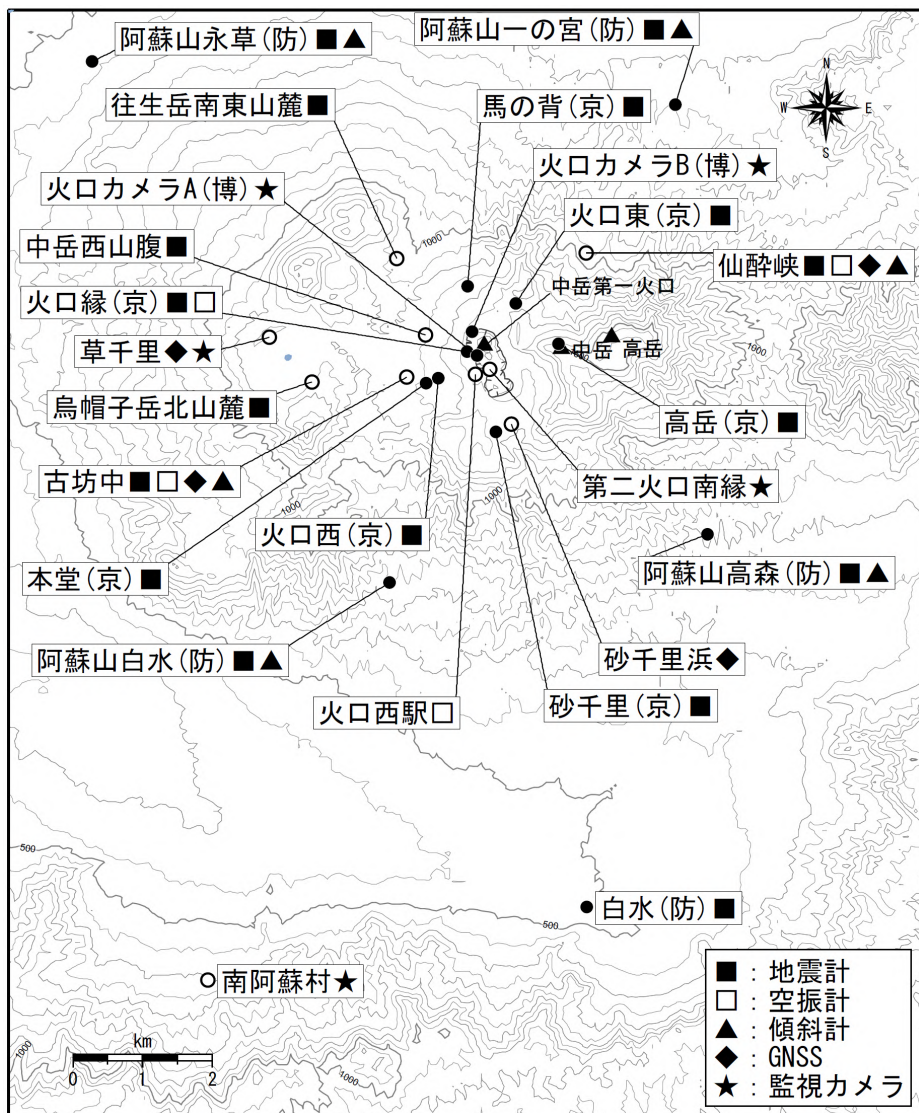 阿蘇山永草(防)■▲
阿蘇山一の宮(防)■▲
往生岳南東山麓■
馬の背(京)■
N
W
E
S
火口カメラA(博)★
火口カメラB(博)★
火口東(京)■
中岳西山腹■
仙酔峡■□◆▲
中岳第一火口
火口縁(京)■□
草千里◆★
中岳
高岳
1000
1000
1000
烏帽子岳北山麓■
高岳(京)■
古坊中■□◆▲
第二火口南縁★
1000
1000
火口西(京)■
本堂(京)■
阿蘇山高森(防)■▲
阿蘇山白水(防)■▲
砂千里浜◆
火口西駅□
砂千里(京)■
500
白水(防)■
500
南阿蘇村★
1000
1000
km
0
1
2
■：地震計
□：空振計
▲：傾斜計
◆：GNSS
★：監視カメラ